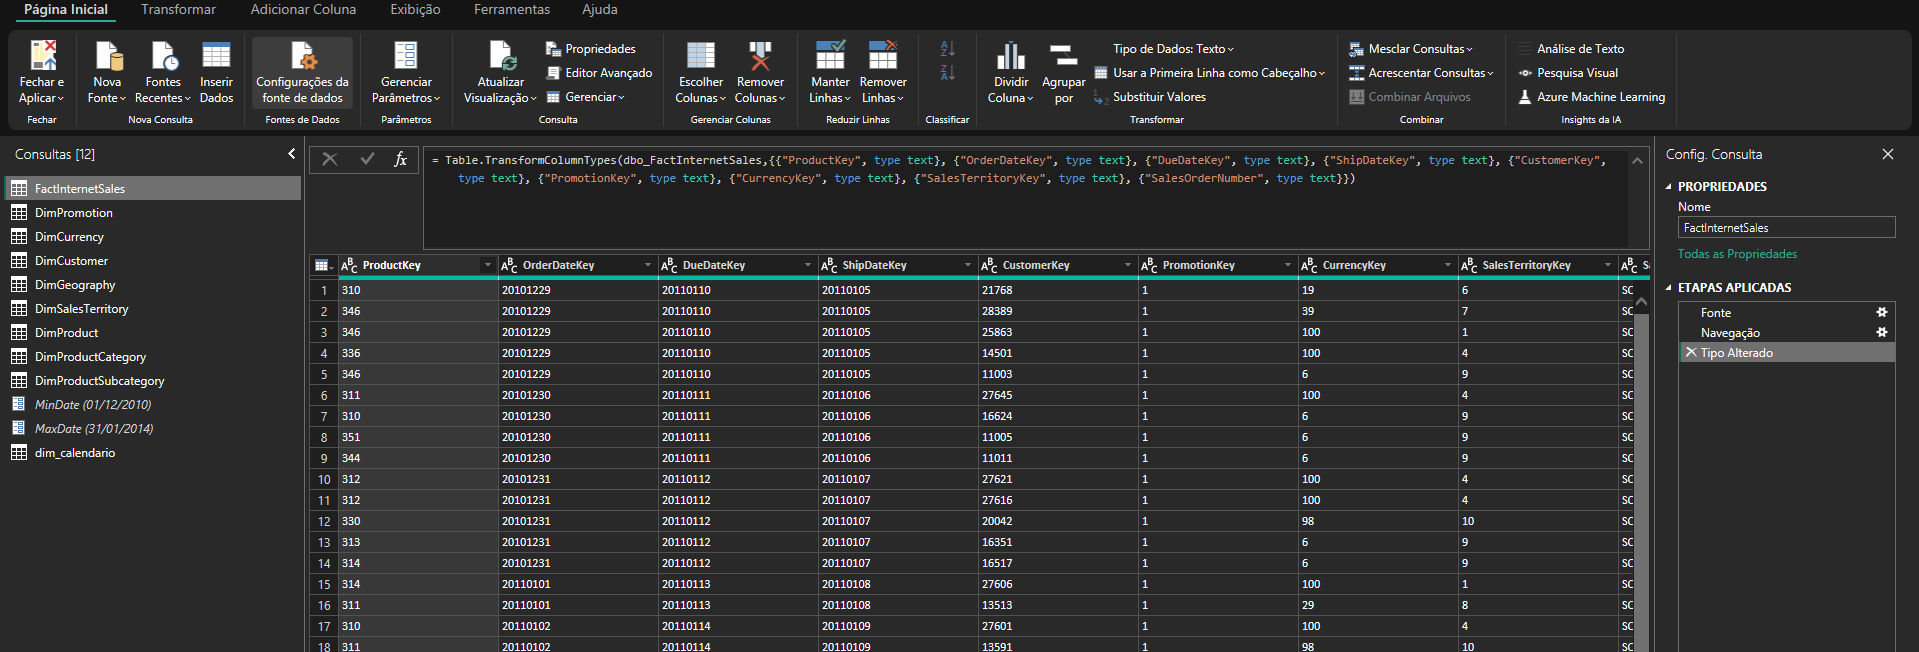 Página Inicial Transformar Adicionar Coluna Exibição Ferramentas Ajuda
Fechar e Aplicar
Fechar
Nova Fonte
Fontes Recentes
Inserir Dados
Nova Consulta
Configurações da fonte de dados
Fontes de Dados
Gerenciar Parâmetros
Parâmetros
Atualizar Visualização
Propriedades
Editor Avançado
Gerenciar
Consulta
Escolher Colunas
Remover Colunas
Gerenciar Colunas
Manter Linhas
Remover Linhas
Reduzir Linhas
Classificar
Dividir Coluna
Agrupar por
Tipo de Dados: Texto
Usar a Primeira Linha como Cabeçalho
Substituir Valores
Transformar
Mesclar Consultas
Acrescentar Consultas
Combinar Arquivos
Combinar
Análise de Texto
Pesquisa Visual
Azure Machine Learning
Insights da IA
Consultas [12]
FactInternetSales
DimPromotion
DimCurrency
DimCustomer
DimGeography
DimSalesTerritory
DimProduct
DimProductCategory
DimProductSubcategory
MinDate (01/12/2010)
MaxDate (31/01/2014)
dim_calendario
fx
= Table.TransformColumnTypes(dbo_FactInternetSales,{{"ProductKey", type text}, {"OrderDateKey", type text}, {"DueDateKey", type text}, {"ShipDateKey", type text}, {"CustomerKey",
type text}, {"PromotionKey", type text}, {"CurrencyKey", type text}, {"SalesTerritoryKey", type text}, {"SalesOrderNumber", type text}})
ABC ProductKey ABC OrderDateKey ABC DueDateKey ABC ShipDateKey ABC CustomerKey ABC PromotionKey ABC CurrencyKey ABC SalesTerritoryKey ABC S
1 310 20101229 20110110 20110105 21768 1 19 6 SC
2 346 20101229 20110110 20110105 28389 1 39 7 SC
3 346 20101229 20110110 20110105 25863 1 100 1 SC
4 336 20101229 20110110 20110105 14501 1 100 4 SC
5 346 20101229 20110110 20110105 11003 1 6 9 SC
6 311 20101230 20110111 20110106 27645 1 100 4 SC
7 310 20101230 20110111 20110106 16624 1 6 9 SC
8 351 20101230 20110111 20110106 11005 1 6 9 SC
9 344 20101230 20110111 20110106 11011 1 6 9 SC
10 312 20101231 20110112 20110107 27621 1 100 4 SC
11 312 20101231 20110112 20110107 27616 1 100 4 SC
12 330 20101231 20110112 20110107 20042 1 98 10 SC
13 313 20101231 20110112 20110107 16351 1 6 9 SC
14 314 20101231 20110112 20110107 16517 1 6 9 SC
15 314 20110101 20110113 20110108 27606 1 100 1 SC
16 311 20110101 20110113 20110108 13513 1 29 8 SC
17 310 20110102 20110114 20110109 27601 1 100 4 SC
18 311 20110102 20110114 20110109 13591 1 98 10 SC
Config. Consulta
PROPRIEDADES
Nome
FactInternetSales
Todas as Propriedades
ETAPAS APLICADAS
Fonte
Navegação
Tipo Alterado